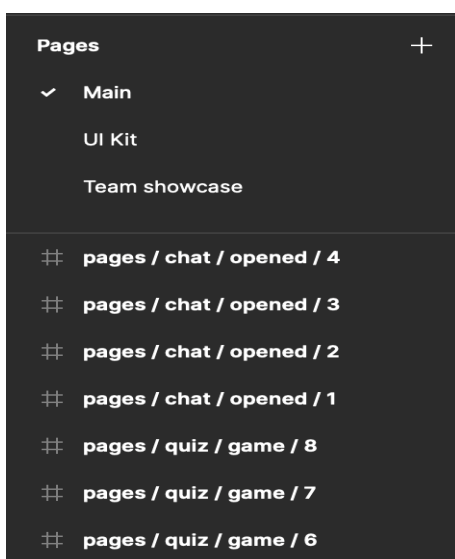 Pages
Main
UI Kit
Team showcase
pages / chat / opened / 4
pages / chat / opened / 3
pages / chat / opened / 2
pages / chat / opened / 1
pages / quiz / game / 8
pages / quiz / game / 7
pages / quiz / game / 6